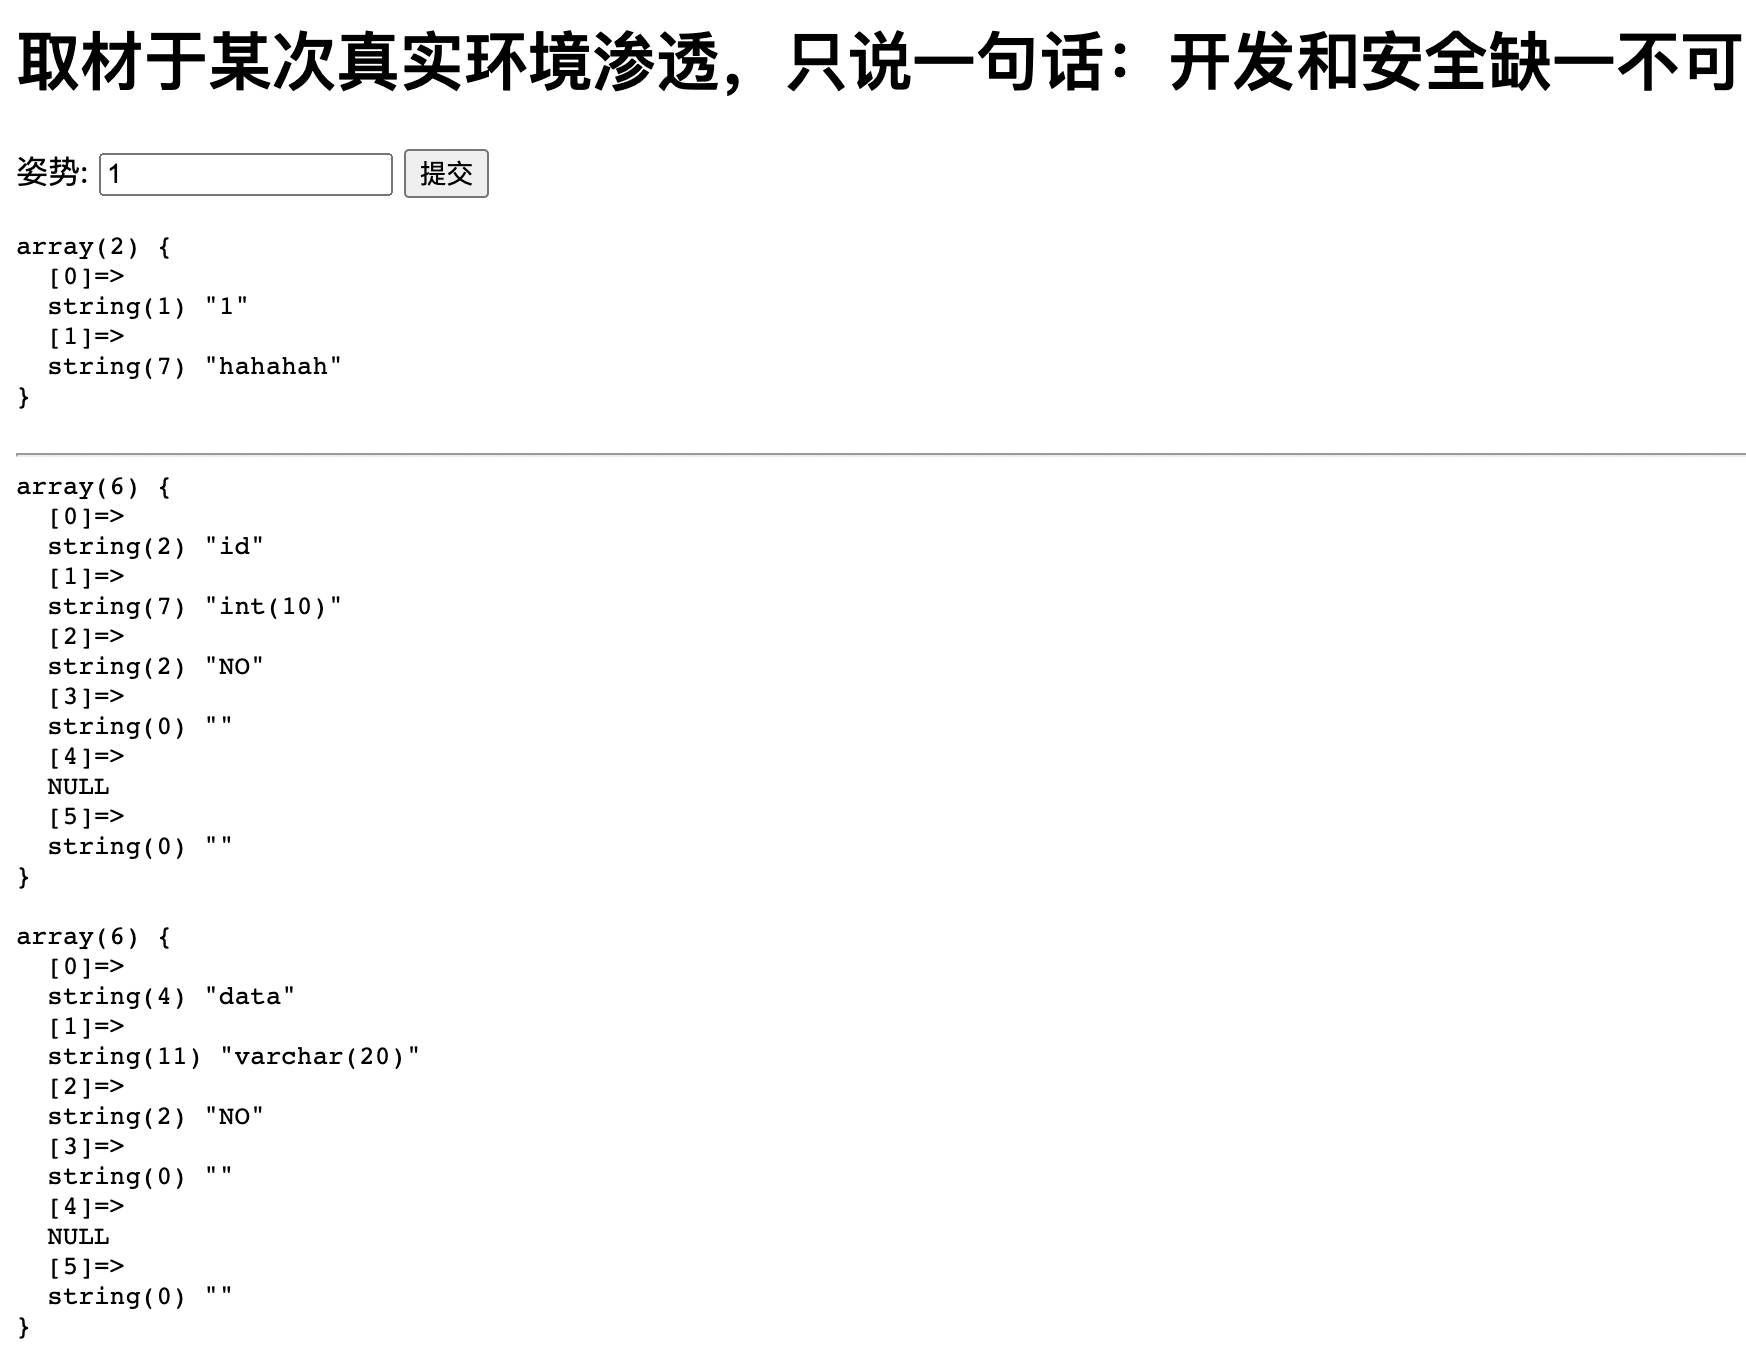 取材于某次真实环境渗透，只说一句话：开发和安全缺一不可
姿势: 1 提交
array(2) {
  [0]=>
  string(1) "1"
  [1]=>
  string(7) "hahahah"
}
array(6) {
  [0]=>
  string(2) "id"
  [1]=>
  string(7) "int(10)"
  [2]=>
  string(2) "NO"
  [3]=>
  string(0) ""
  [4]=>
  NULL
  [5]=>
  string(0) ""
}
array(6) {
  [0]=>
  string(4) "data"
  [1]=>
  string(11) "varchar(20)"
  [2]=>
  string(2) "NO"
  [3]=>
  string(0) ""
  [4]=>
  NULL
  [5]=>
  string(0) ""
}